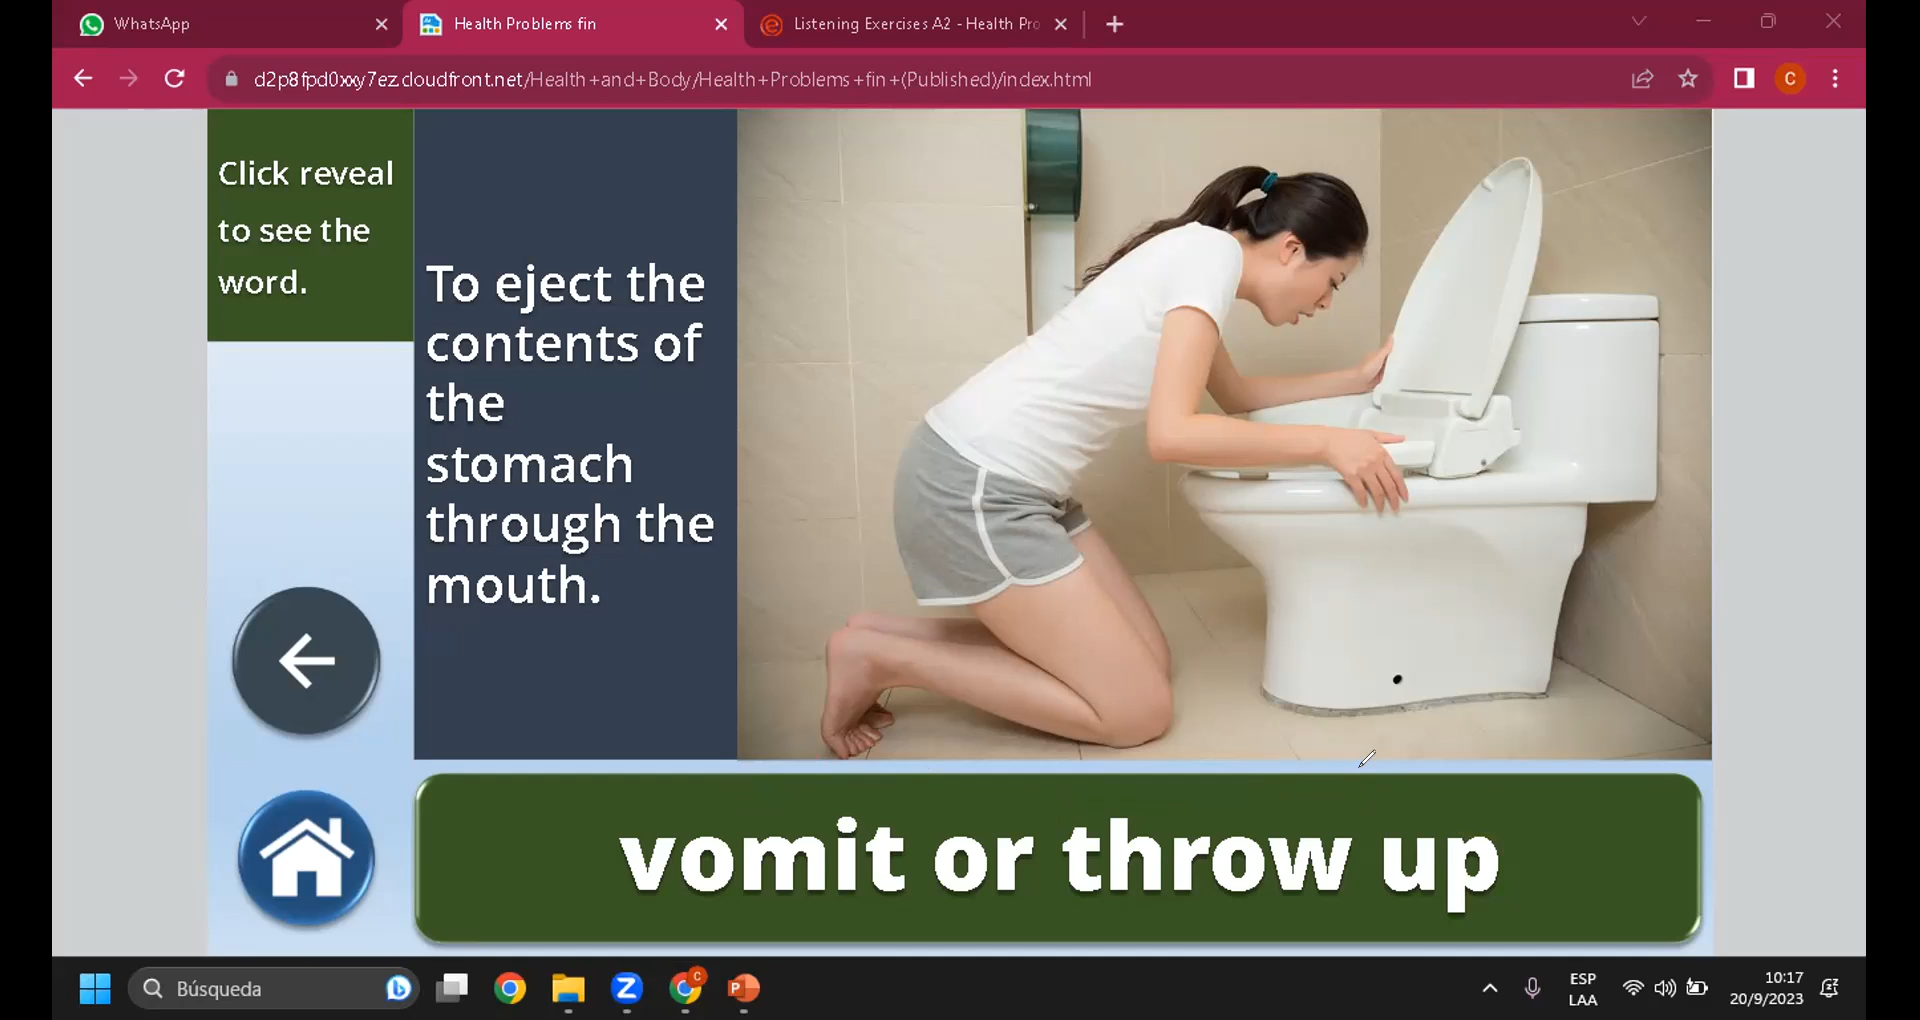 WhatsApp
Health Problems fin
Listening Exercises A2 - Health Pro
d2p8fpd0xxy7ez.cloudfront.net/Health+and+Body/Health+Problems+fin+(Published)/index.html
C
Click reveal
to see the
word.
To eject the
contents of
the
stomach
through the
mouth.
vomit or throw up
Búsqueda
C
P
ESP
LAA
10:17
20/9/2023